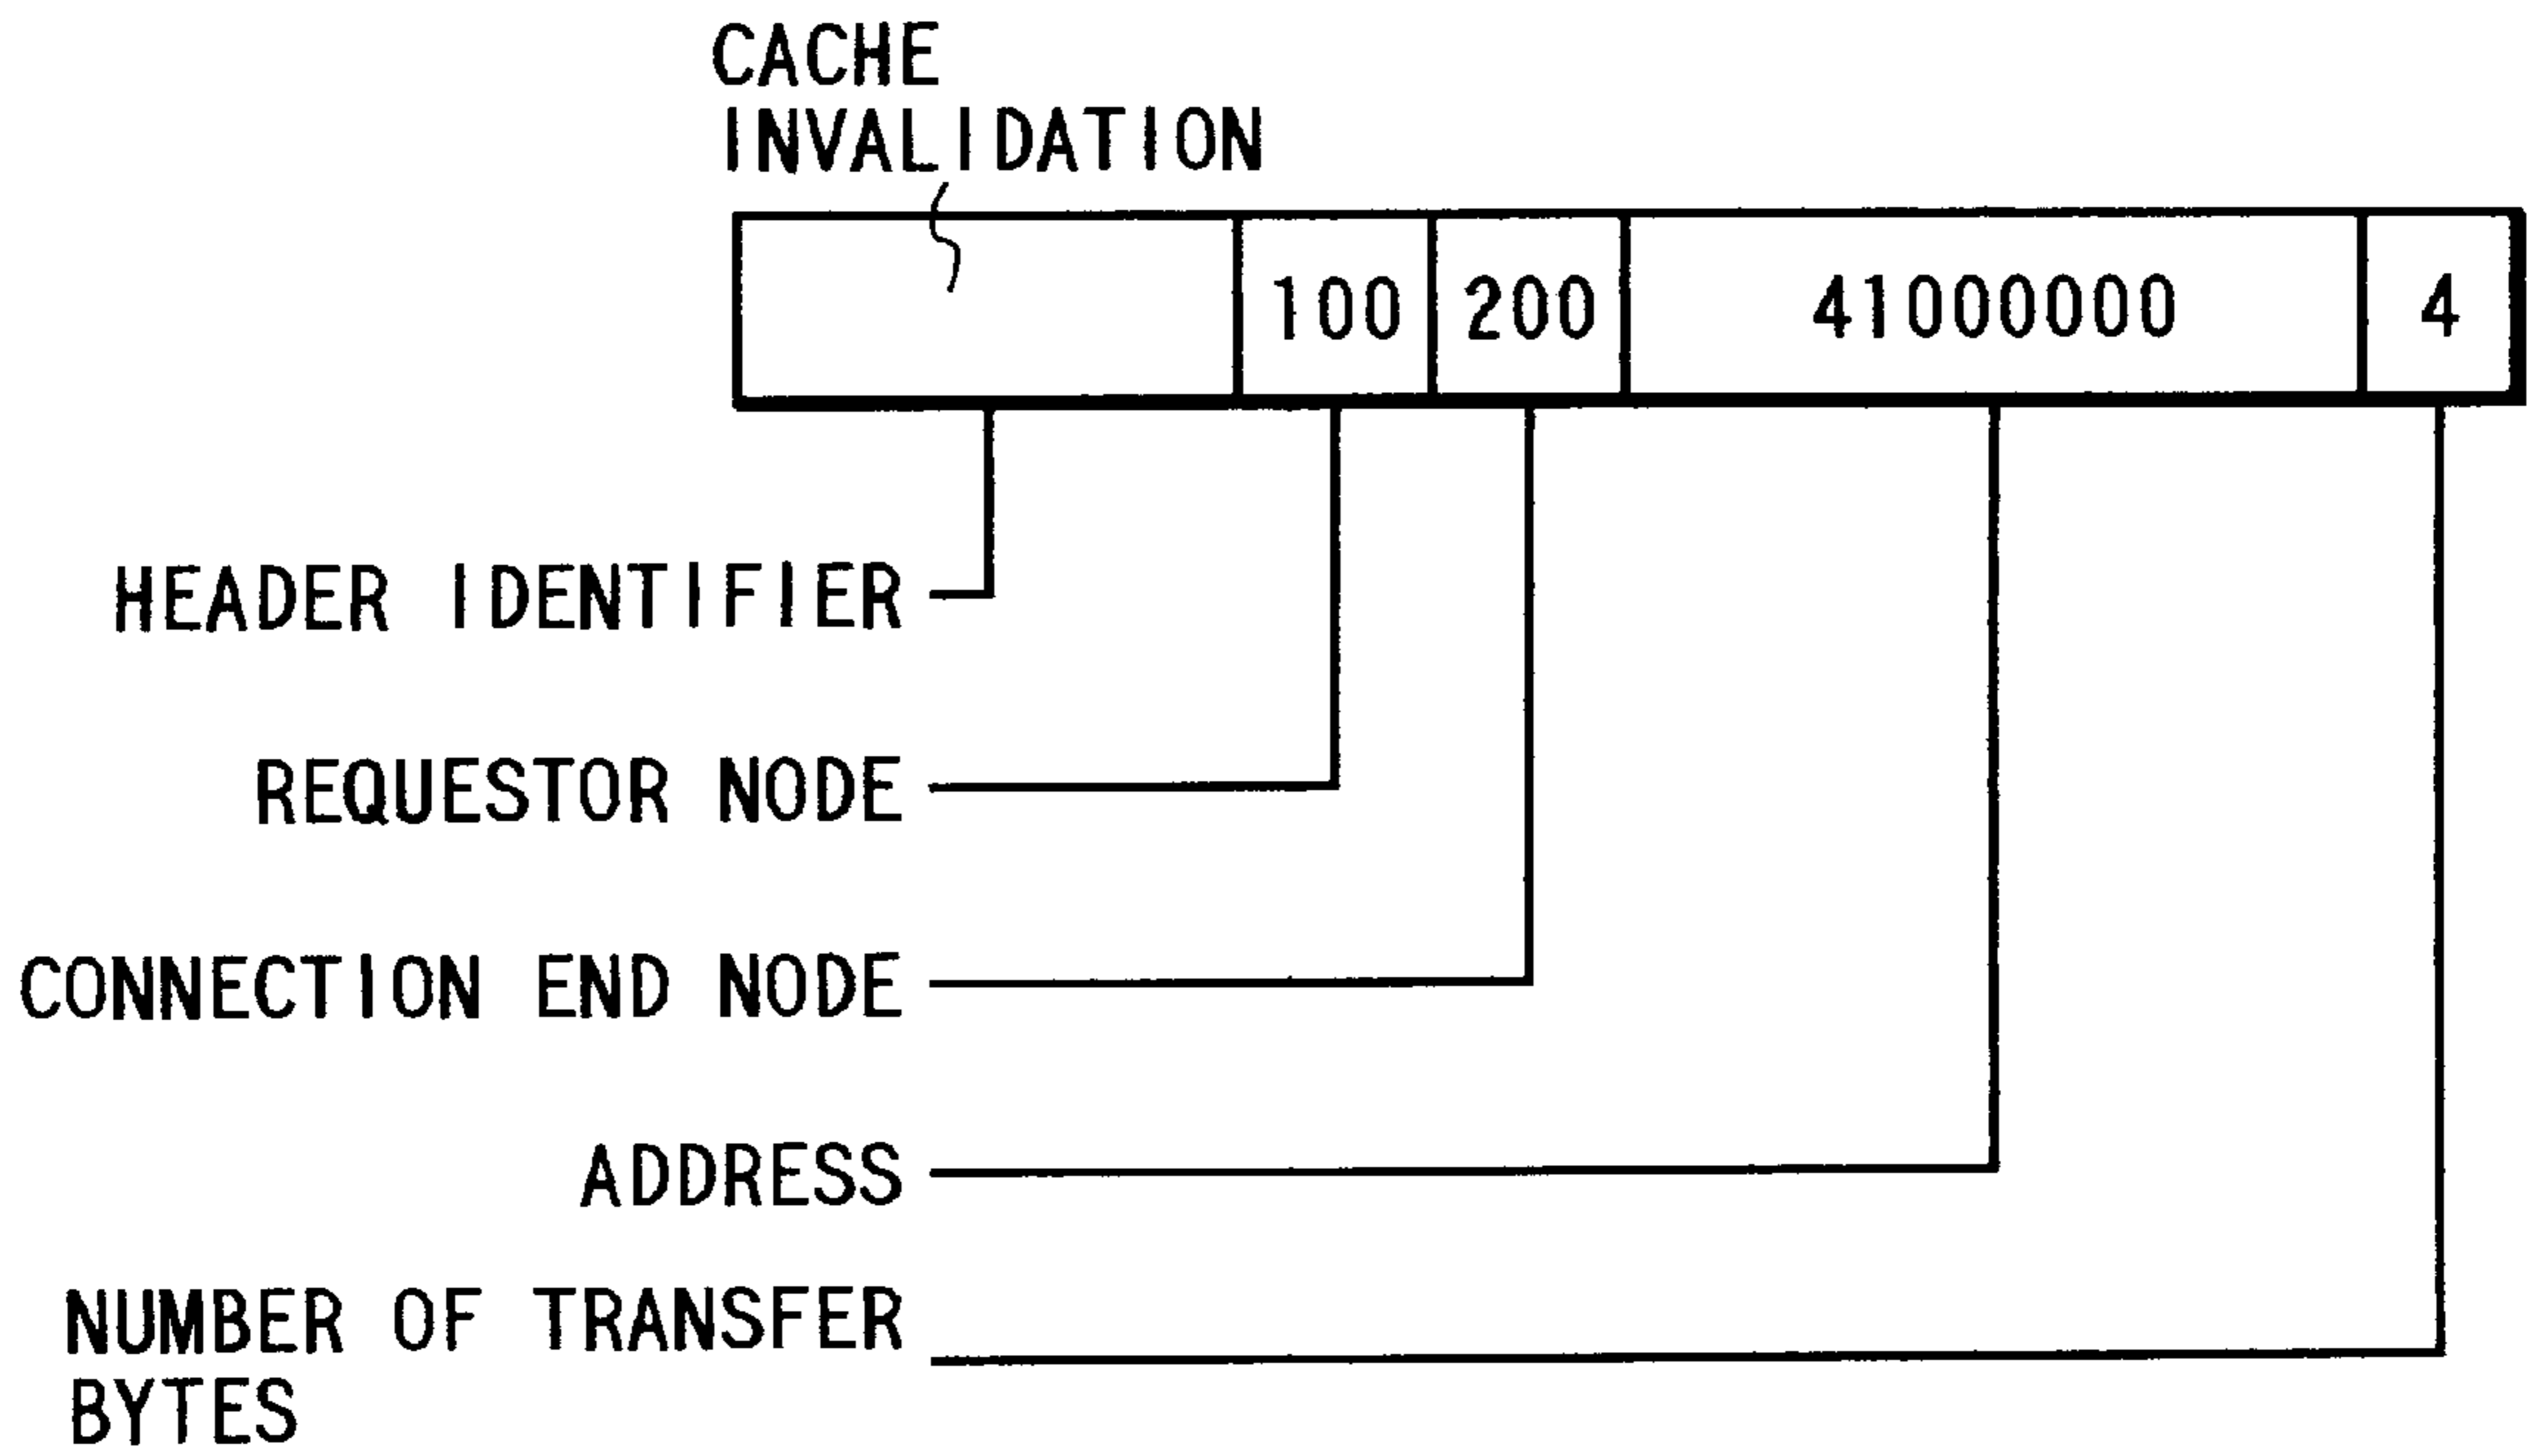 CACHE
INVALIDATION
100 200 41000000 4
HEADER IDENTIFIER
REQUESTOR NODE
CONNECTION END NODE
ADDRESS
NUMBER OF TRANSFER
BYTES